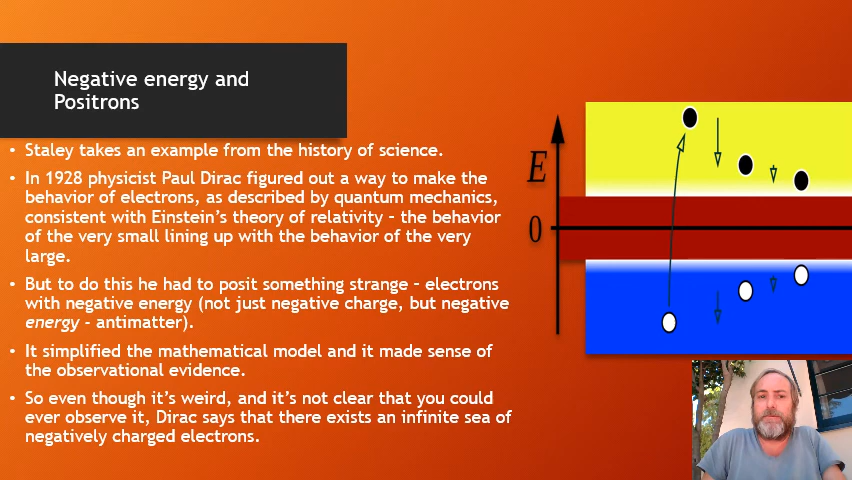 Negative energy and
Positrons
• Staley takes an example from the history of science.
• In 1928 physicist Paul Dirac figured out a way to make the
behavior of electrons, as described by quantum mechanics,
consistent with Einstein's theory of relativity – the behavior
of the very small lining up with the behavior of the very
large.
• But to do this he had to posit something strange – electrons
with negative energy (not just negative charge, but negative
energy – antimatter).
• It simplified the mathematical model and it made sense of
the observational evidence.
• So even though it's weird, and it's not clear that you could
ever observe it, Dirac says that there exists an infinite sea of
negatively charged electrons.
E
0